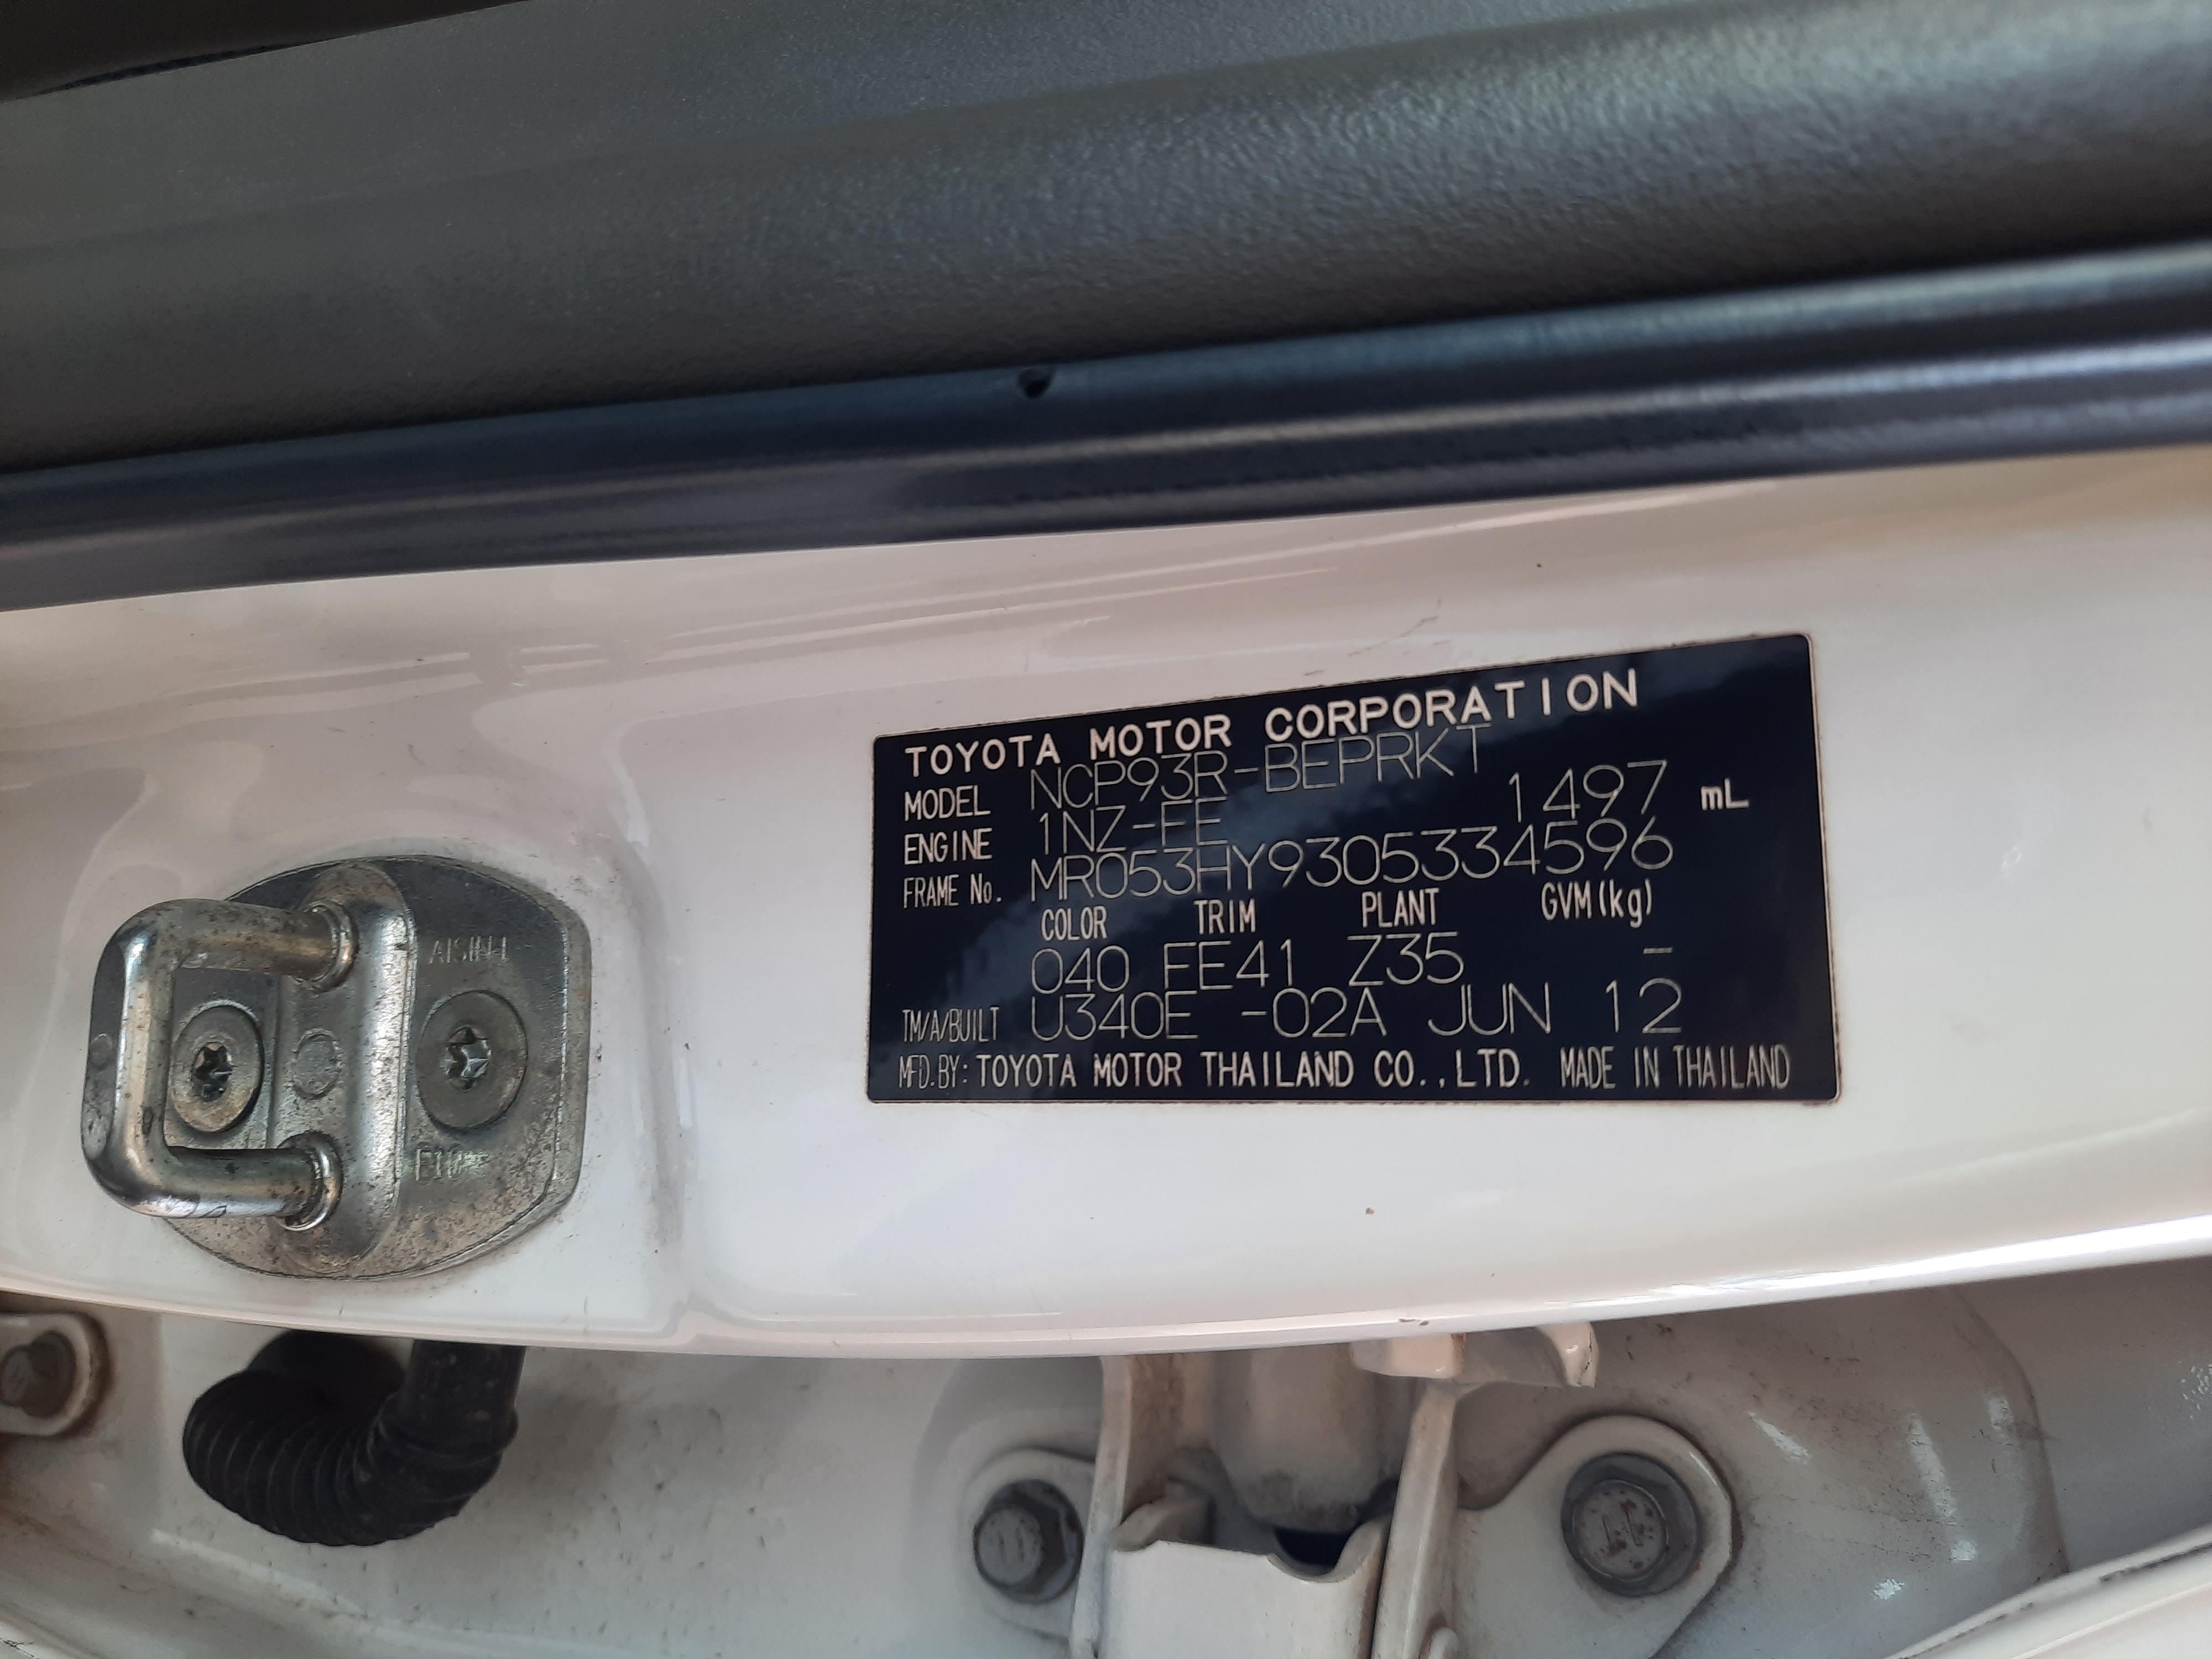 TOYOTA MOTOR CORPORATION
MODEL NCP93R-BEPRKT
ENGINE 1NZ-FE 1497 mL
FRAME No. MR053HY9305334596
COLOR TRIM PLANT GVM(kg)
040 FE41 Z35 -
TM/A/BUILT U340E -02A JUN 12
MFD.BY: TOYOTA MOTOR THAILAND CO.,LTD. MADE IN THAILAND